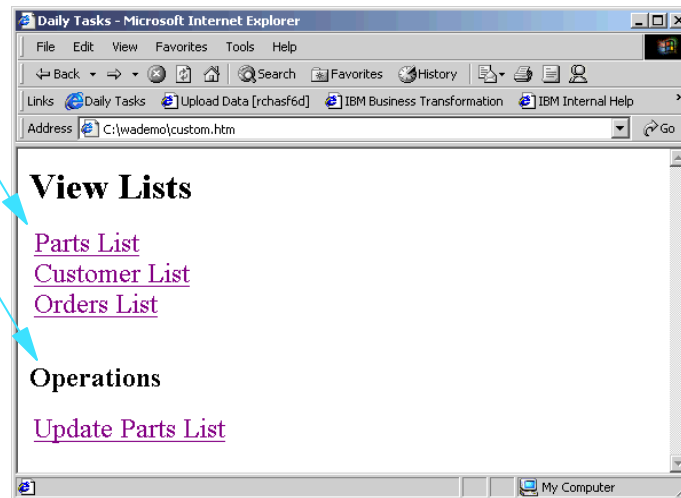 Daily Tasks - Microsoft Internet Explorer
File Edit View Favorites Tools Help
Back Search Favorites History
Links Daily Tasks Upload Data [rchasf6d] IBM Business Transformation IBM Internal Help
Address C:\wademo\custom.htm Go
View Lists
Parts List
Customer List
Orders List
Operations
Update Parts List
My Computer